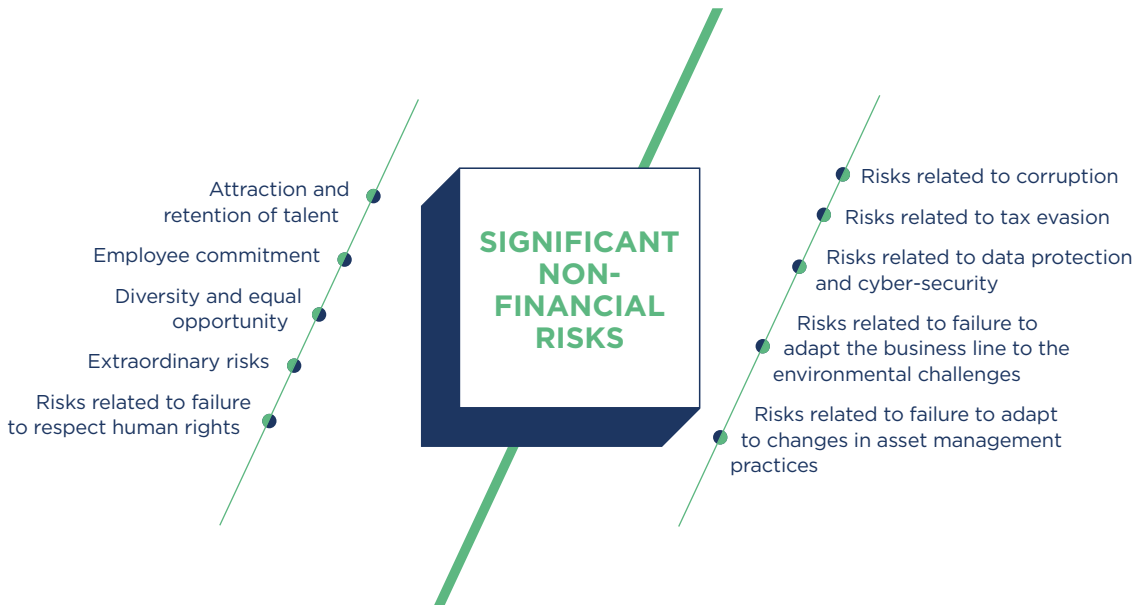 Attraction and
retention of talent
Employee commitment
Diversity and equal
opportunity
Extraordinary risks
Risks related to failure
to respect human rights
SIGNIFICANT
NON-
FINANCIAL
RISKS
Risks related to corruption
Risks related to tax evasion
Risks related to data protection
and cyber-security
Risks related to failure to
adapt the business line to the
environmental challenges
Risks related to failure to adapt
to changes in asset management
practices